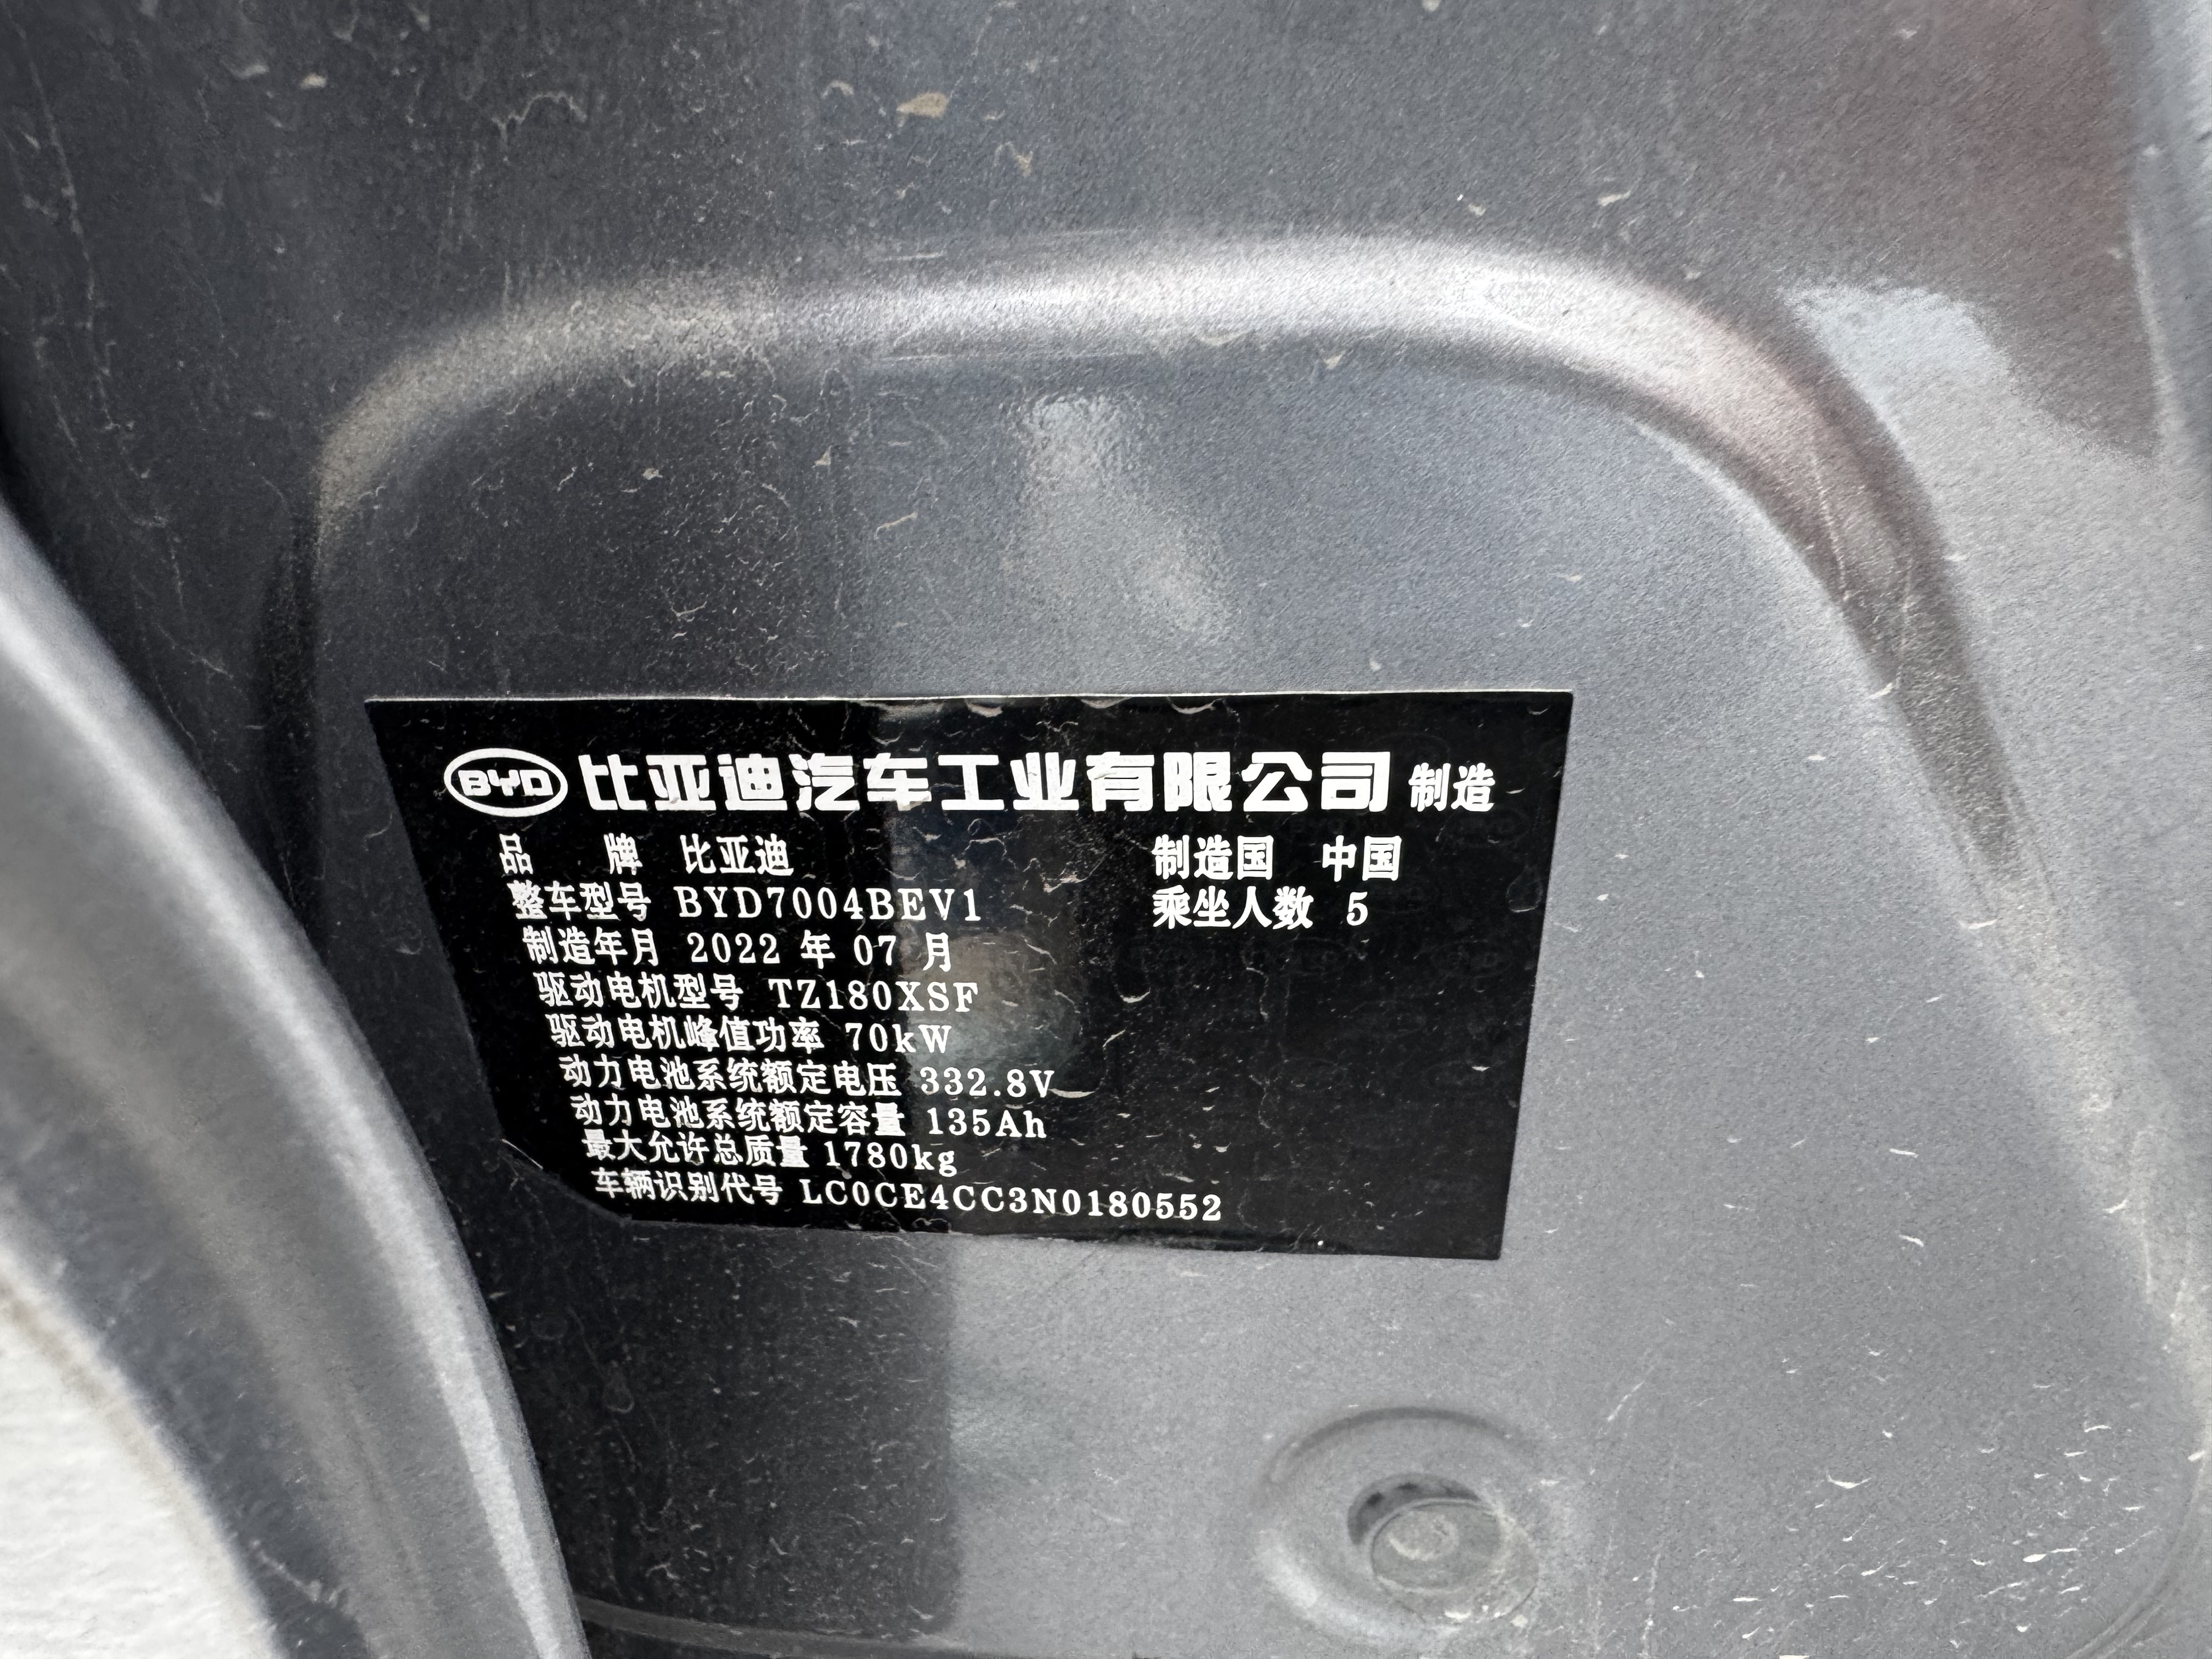 BYD 比亚迪汽车工业有限公司 制造
品 牌 比亚迪 制造国 中国
整车型号 BYD7004BEV1 乘坐人数 5
制造年月 2022 年 07 月
驱动电机型号 TZ180XSF
驱动电机峰值功率 70kW
动力电池系统额定电压 332.8V
动力电池系统额定容量 135Ah
最大允许总质量 1780kg
车辆识别代号 LC0CE4CC3N0180552